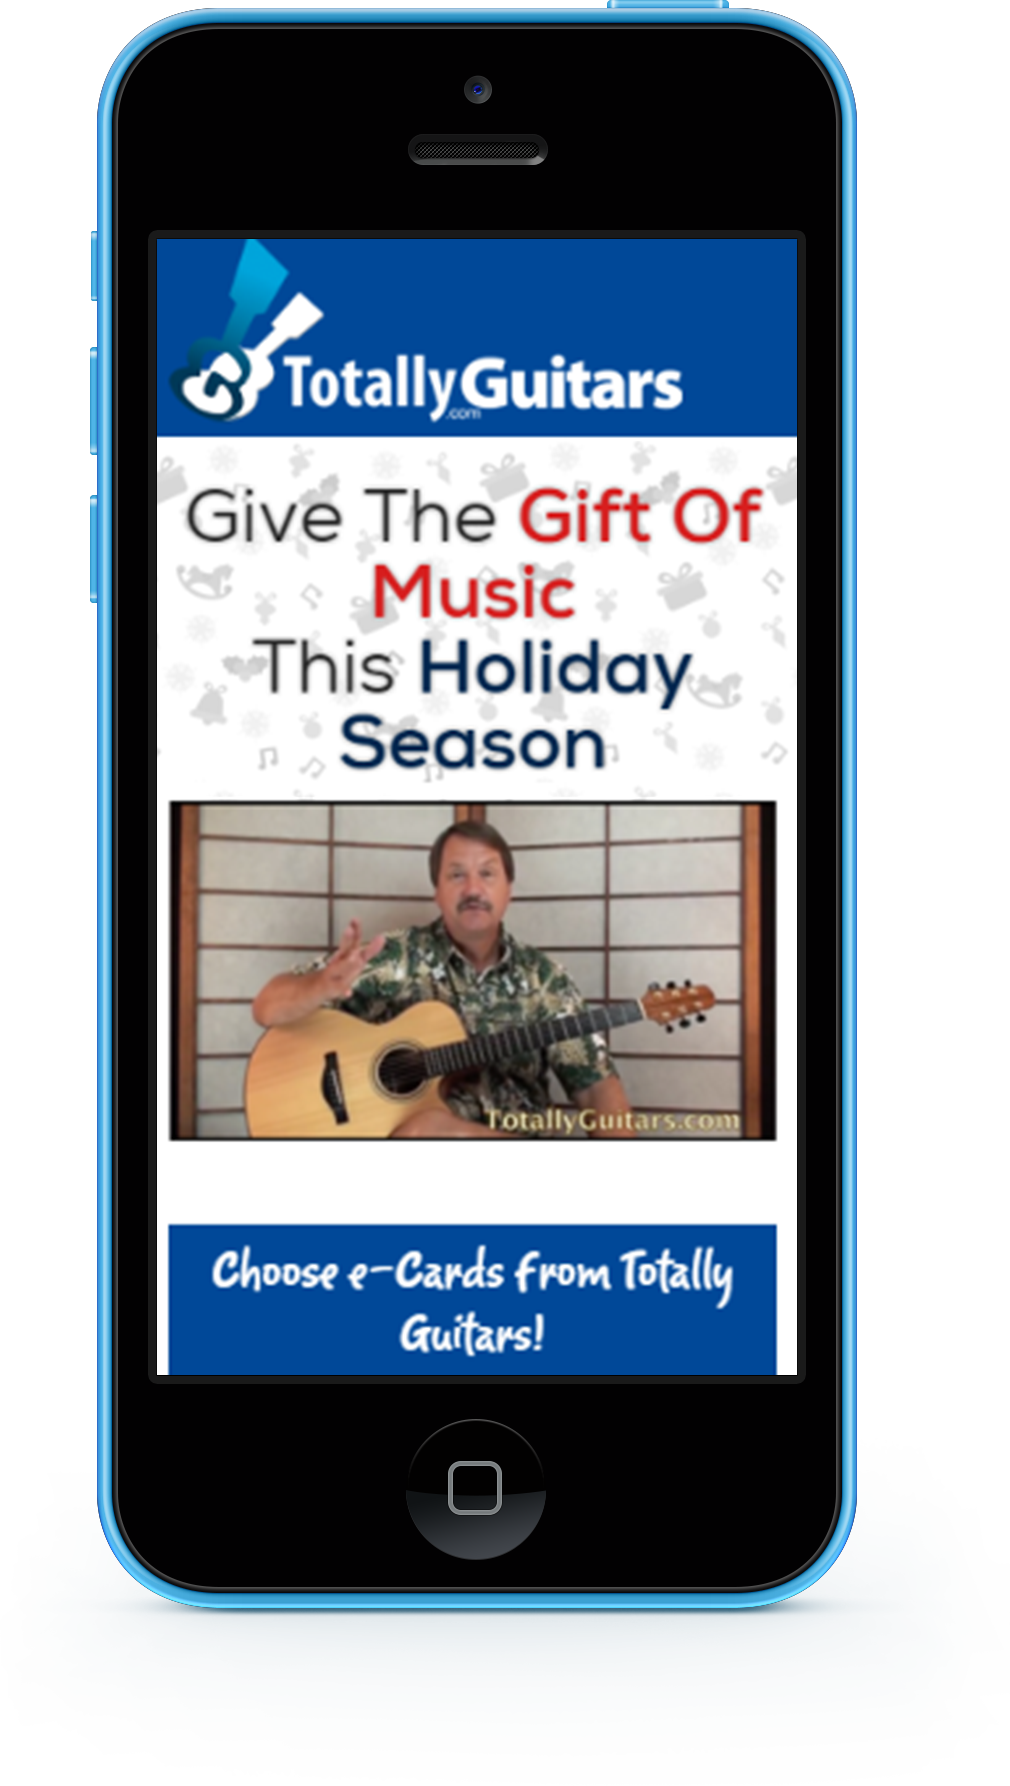 TotallyGuitars
.com
Give The Gift Of
Music
This Holiday
Season
TotallyGuitars.com
Choose e-Cards from Totally
Guitars!